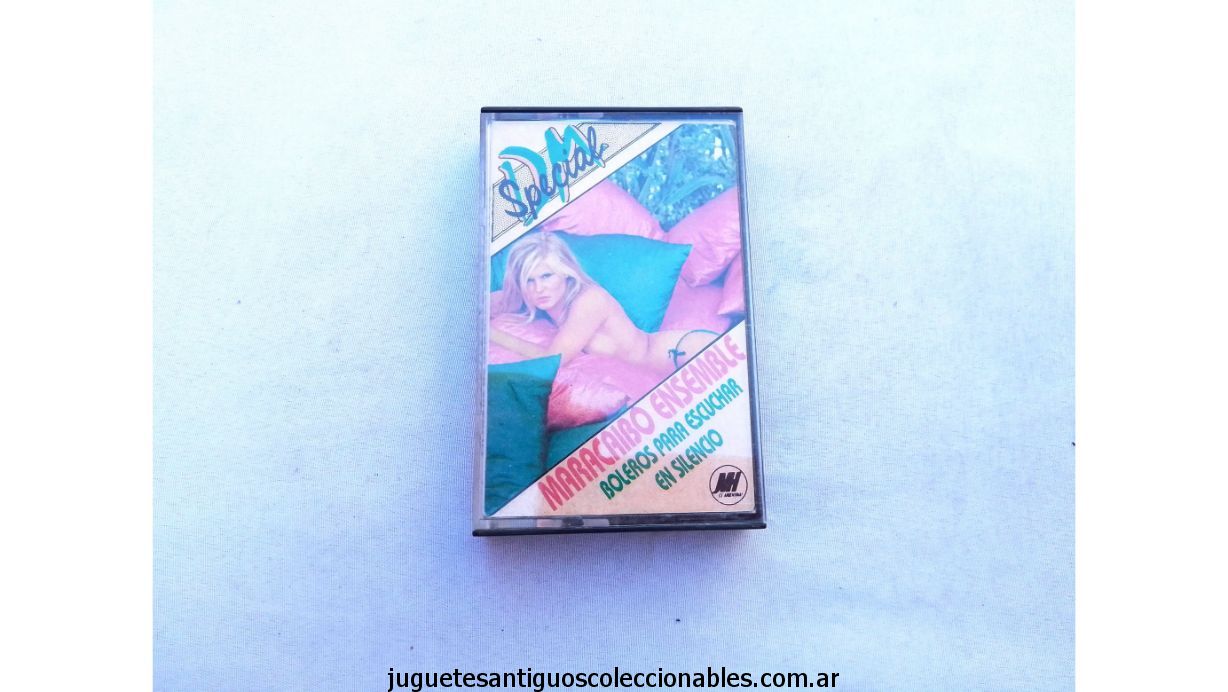 DM
Special
MARACAIBO ENSEMBLE
BOLEROS PARA ESCUCHAR
EN SILENCIO
MH
juguetesantiguoscoleccionables.com.ar